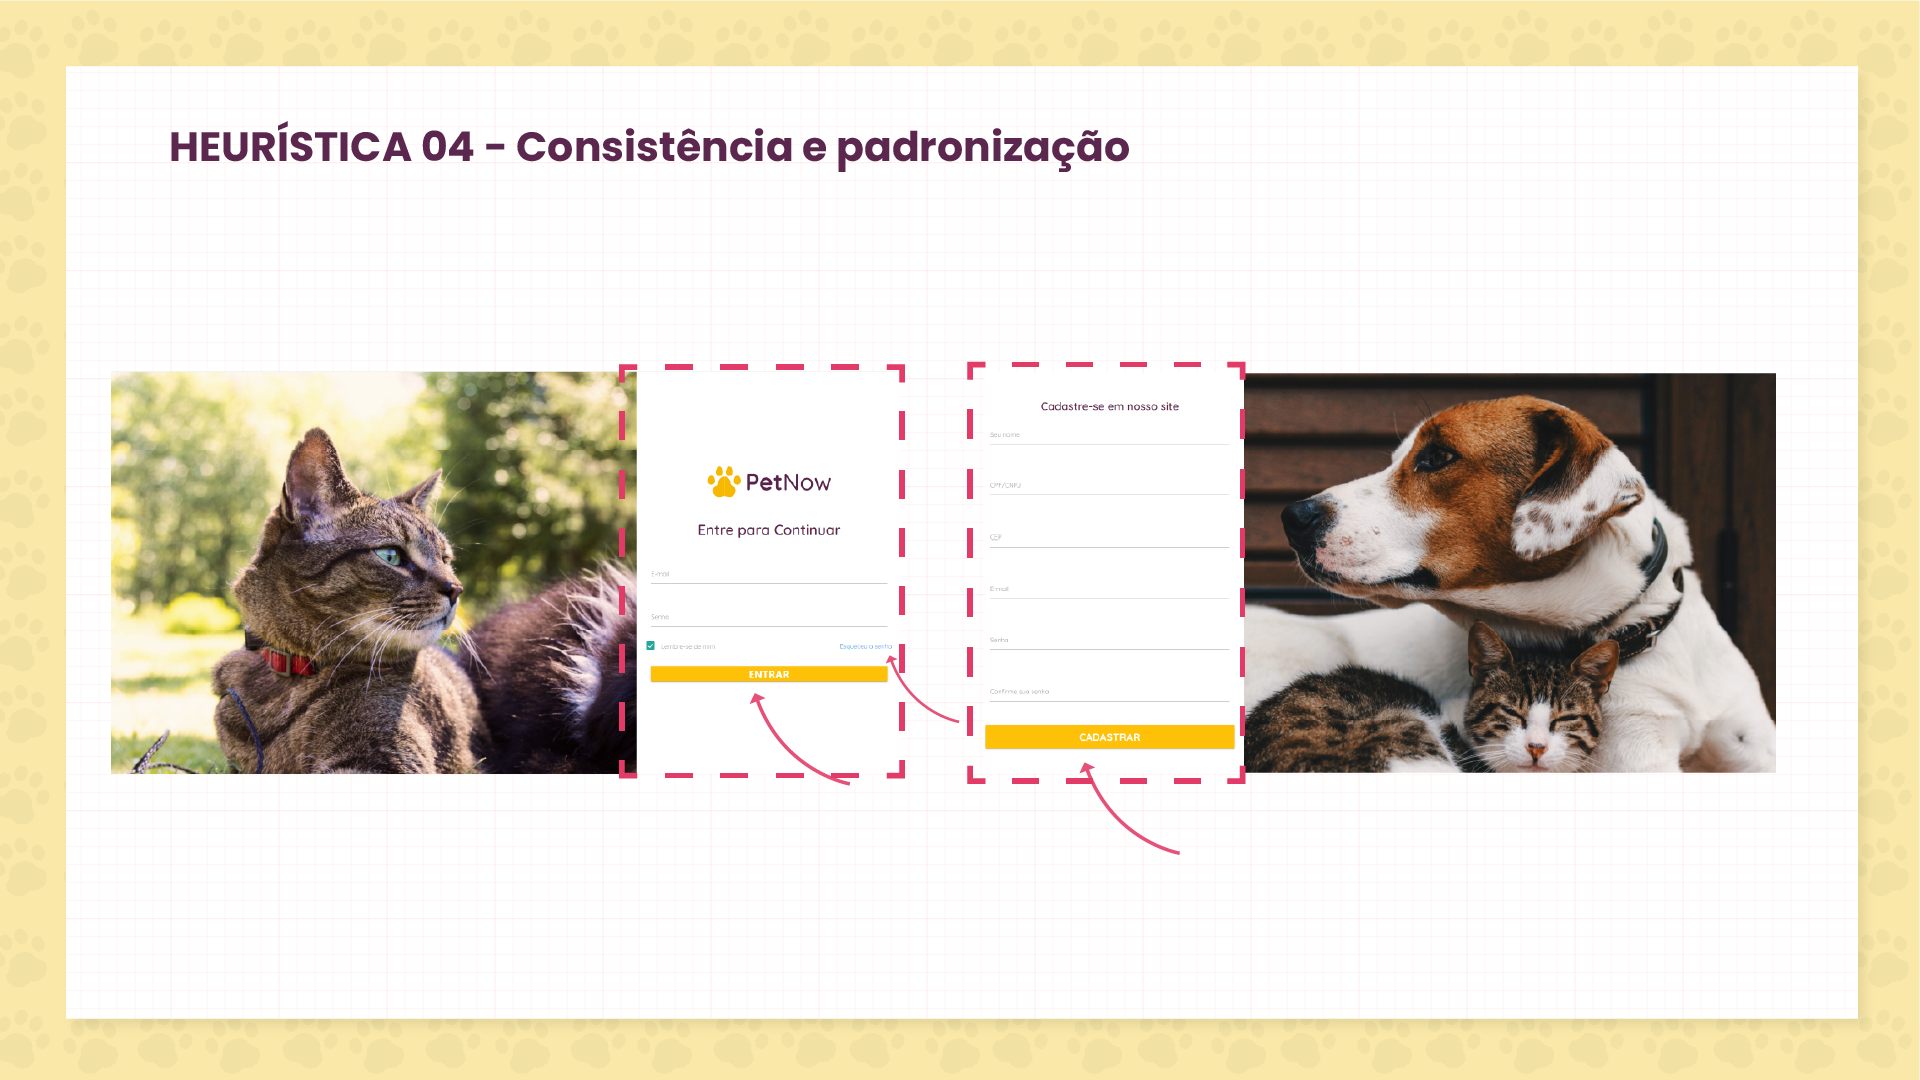 HEURÍSTICA 04 - Consistência e padronização
PetNow
Entre para Continuar
E-mail
Senha
Lembre-se de mim
Esqueceu a senha
ENTRAR
Cadastre-se em nosso site
Seu nome
CPF/CNPJ
CEP
E-mail
Senha
Confirme sua senha
CADASTRAR